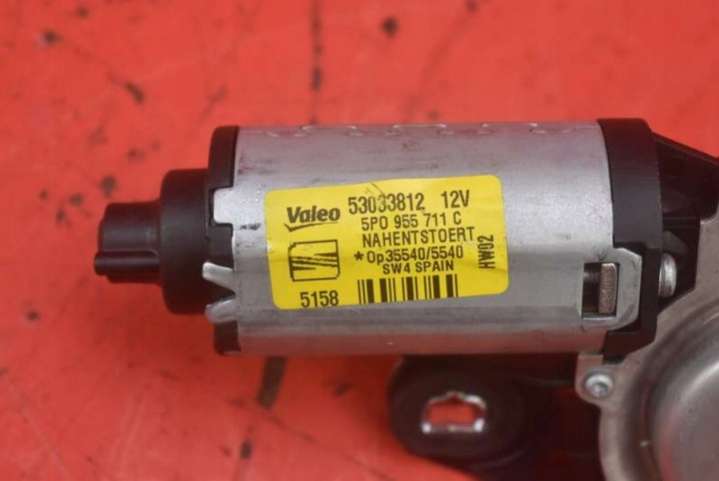 Valeo 53033812 12V
5P0 955 711 C
NAHENTSTOERT
*Op35540/5540
SW4 SPAIN
5158
HW02